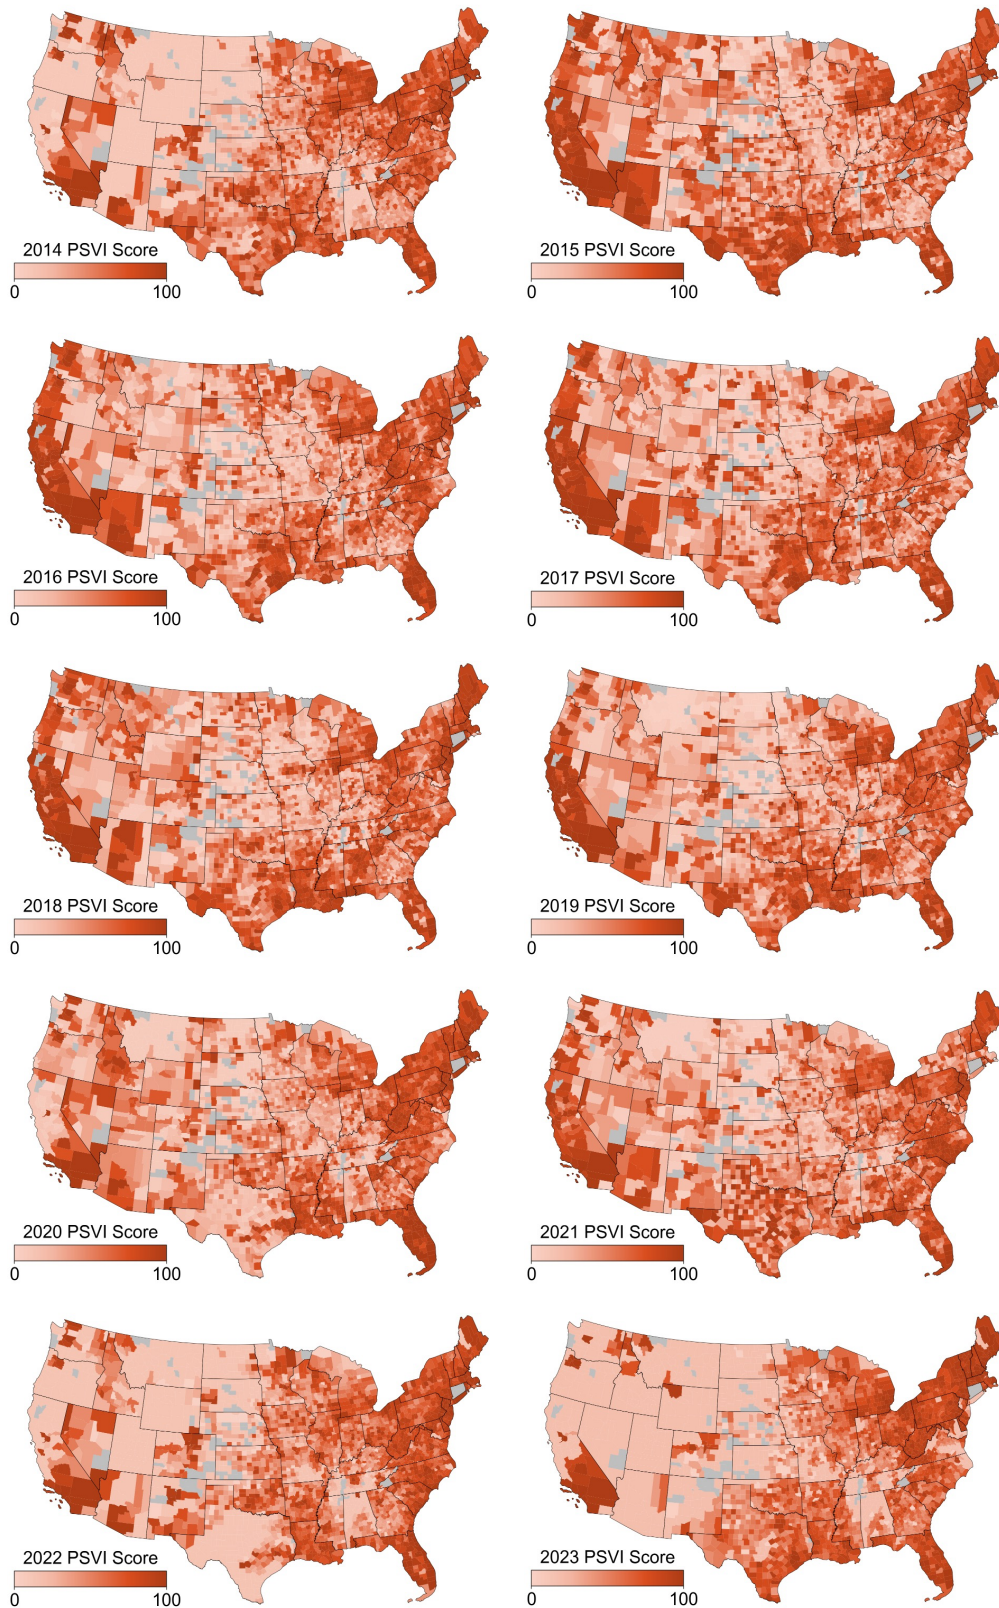 2014 PSVI Score
0 100
2015 PSVI Score
0 100
2016 PSVI Score
0 100
2017 PSVI Score
0 100
2018 PSVI Score
0 100
2019 PSVI Score
0 100
2020 PSVI Score
0 100
2021 PSVI Score
0 100
2022 PSVI Score
0 100
2023 PSVI Score
0 100